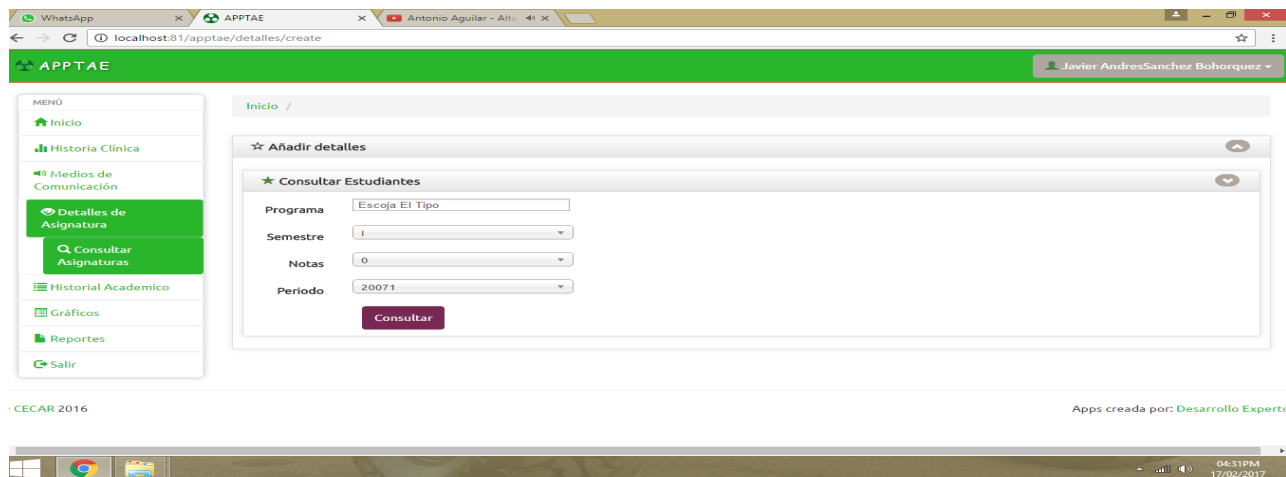 WhatsApp
APPTAE
Antonio Aguilar - Alta
localhost:81/apptae/detalles/create
APPTAE
Javier AndresSanchez Bohorquez
MENÚ
Inicio
Historia Clínica
Medios de
Comunicación
Detalles de
Asignatura
Consultar
Asignaturas
Historial Academico
Gráficos
Reportes
Salir
Inicio /
Añadir detalles
Consultar Estudiantes
Programa
Escoja El Tipo
Semestre
I
Notas
0
Periodo
20071
Consultar
CECAR 2016
Apps creada por: Desarrollo Experto
04:31PM
17/02/2017